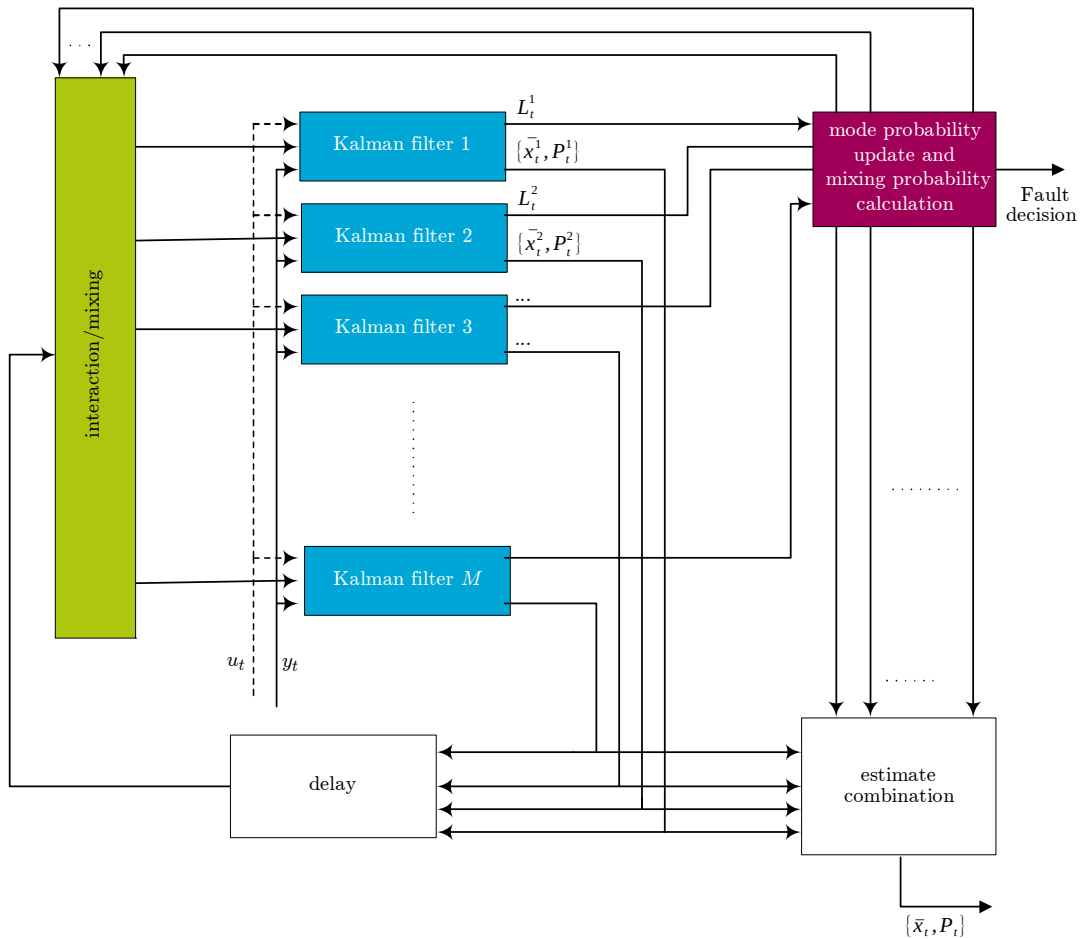 . . .
L_t^1
Kalman filter 1
{x̄_t^1, P_t^1}
mode probability
update and
mixing probability
calculation
Fault
decision
L_t^2
Kalman filter 2
{x̄_t^2, P_t^2}
...
Kalman filter 3
...
interaction/mixing
Kalman filter M
u_t
y_t
delay
estimate
combination
{x̄_t, P_t}